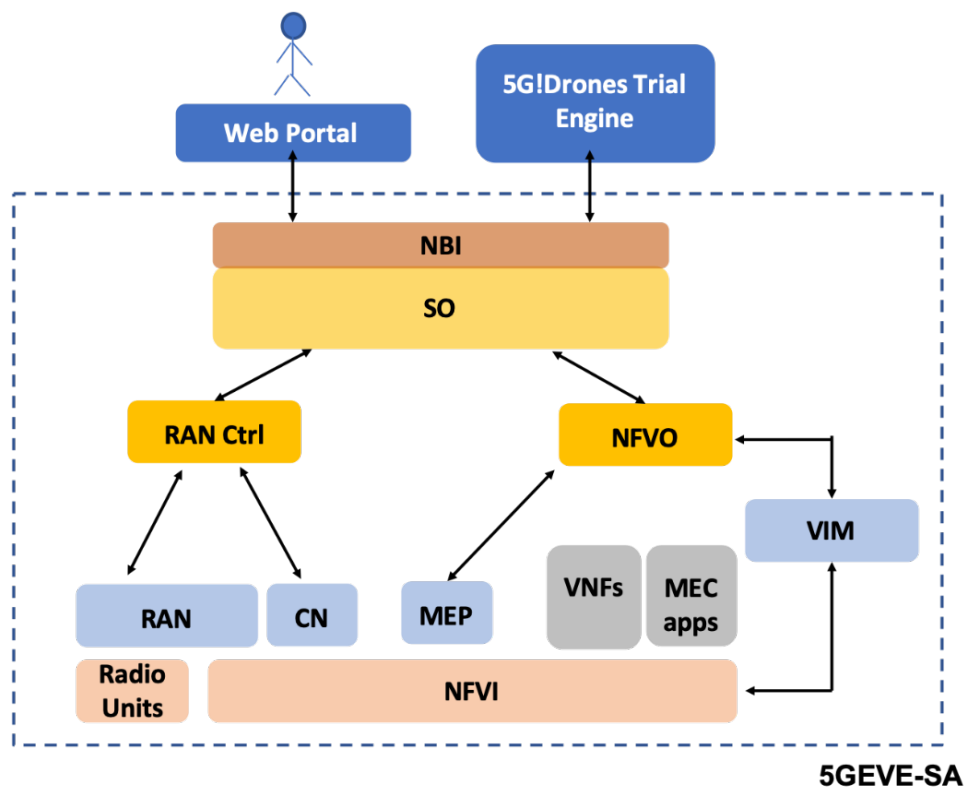 Web Portal
5G!Drones Trial
Engine
NBI
SO
RAN Ctrl
NFVO
VIM
RAN
CN
MEP
VNFs
MEC
apps
Radio
Units
NFVI
5GEVE-SA